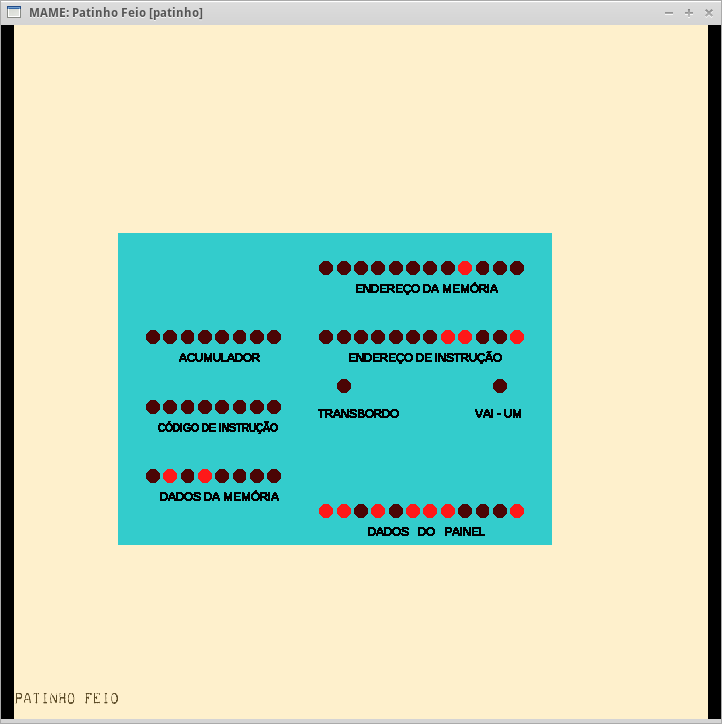 MAME: Patinho Feio [patinho]
ENDEREÇO DA MEMÓRIA
ACUMULADOR
ENDEREÇO DE INSTRUÇÃO
TRANSBORDO
VAI - UM
CÓDIGO DE INSTRUÇÃO
DADOS DA MEMÓRIA
DADOS DO PAINEL
PATINHO FEIO